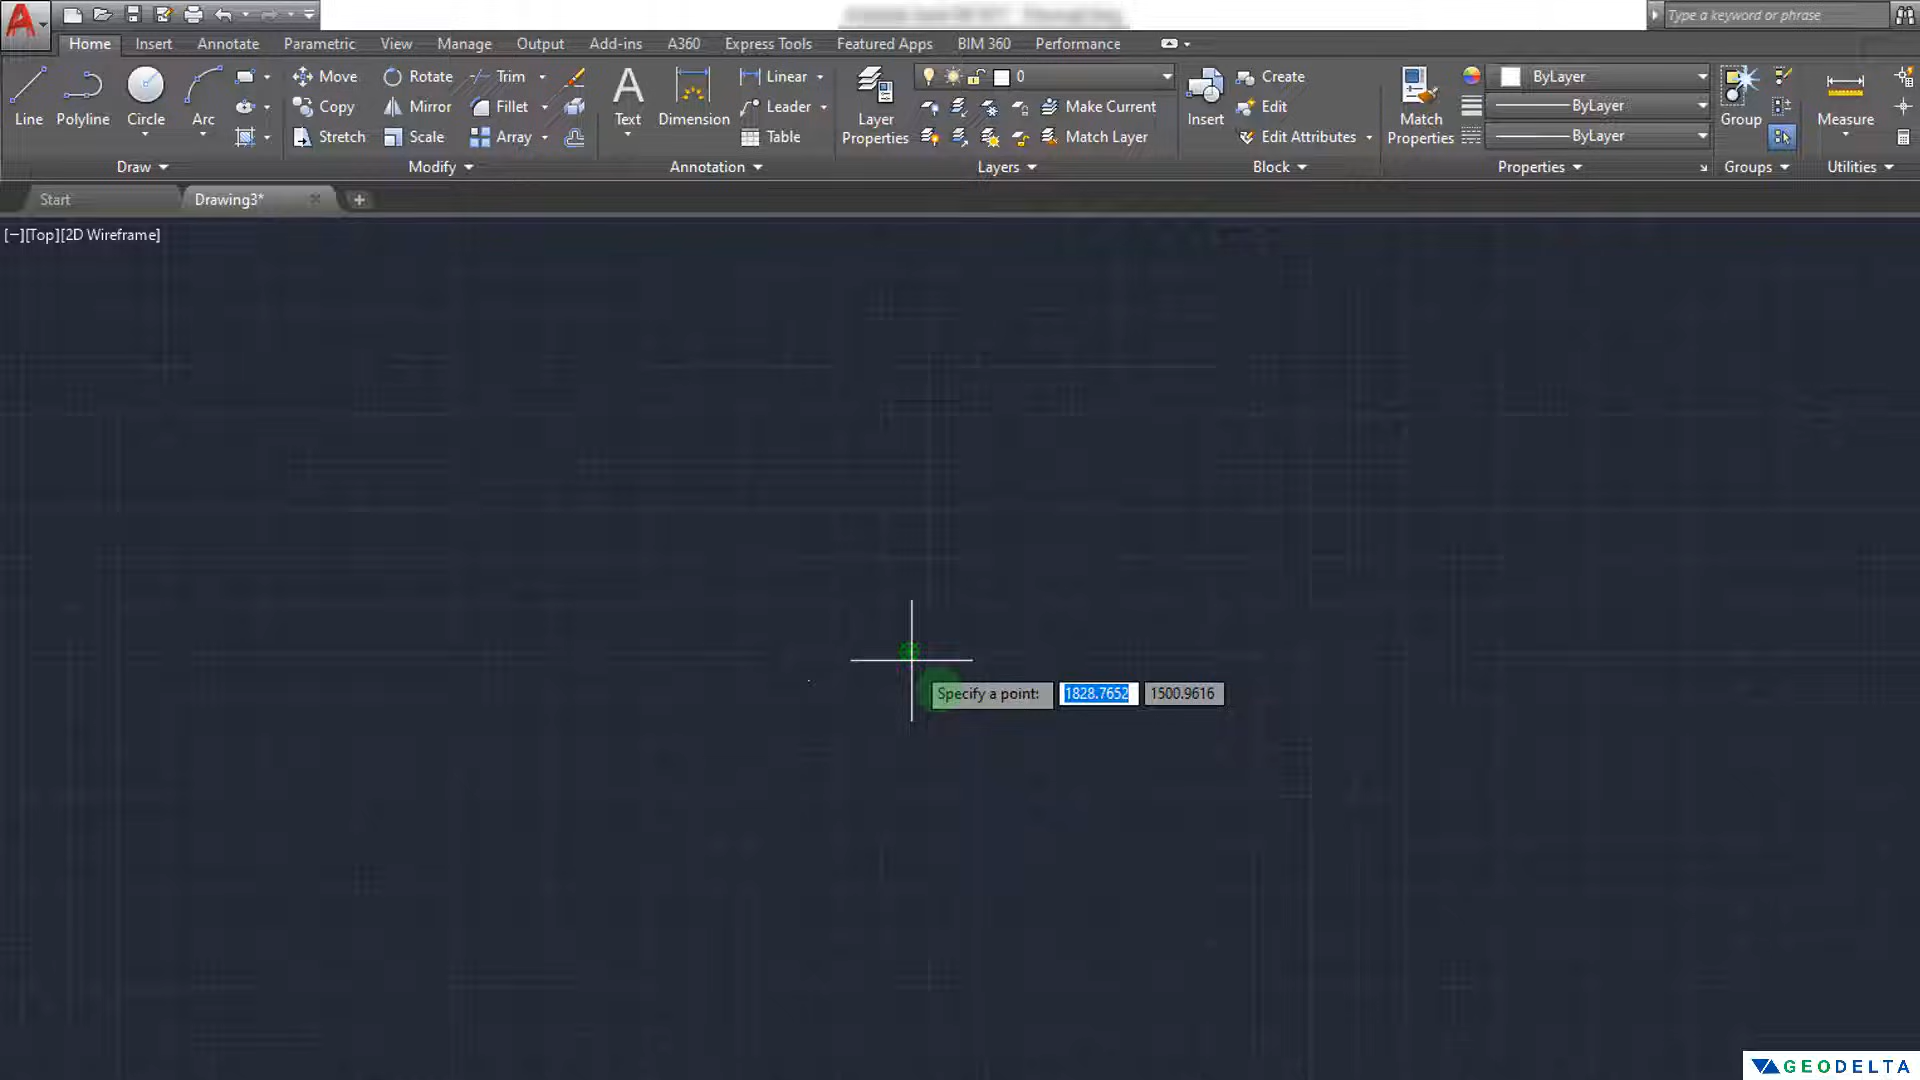 Type a keyword or phrase
Home Insert Annotate Parametric View Manage Output Add-ins A360 Express Tools Featured Apps BIM 360 Performance
Line Polyline Circle Arc
Move Rotate Trim
Copy Mirror Fillet
Stretch Scale Array
Text Dimension
Linear
Leader
Table
Layer Properties
0
Make Current
Match Layer
Insert
Create
Edit
Edit Attributes
Match Properties
ByLayer
ByLayer
ByLayer
Group
Measure
Draw Modify Annotation Layers Block Properties Groups Utilities
Start Drawing3*
[−][Top][2D Wireframe]
Specify a point: 1828.7652 1500.9616
GEODELTA